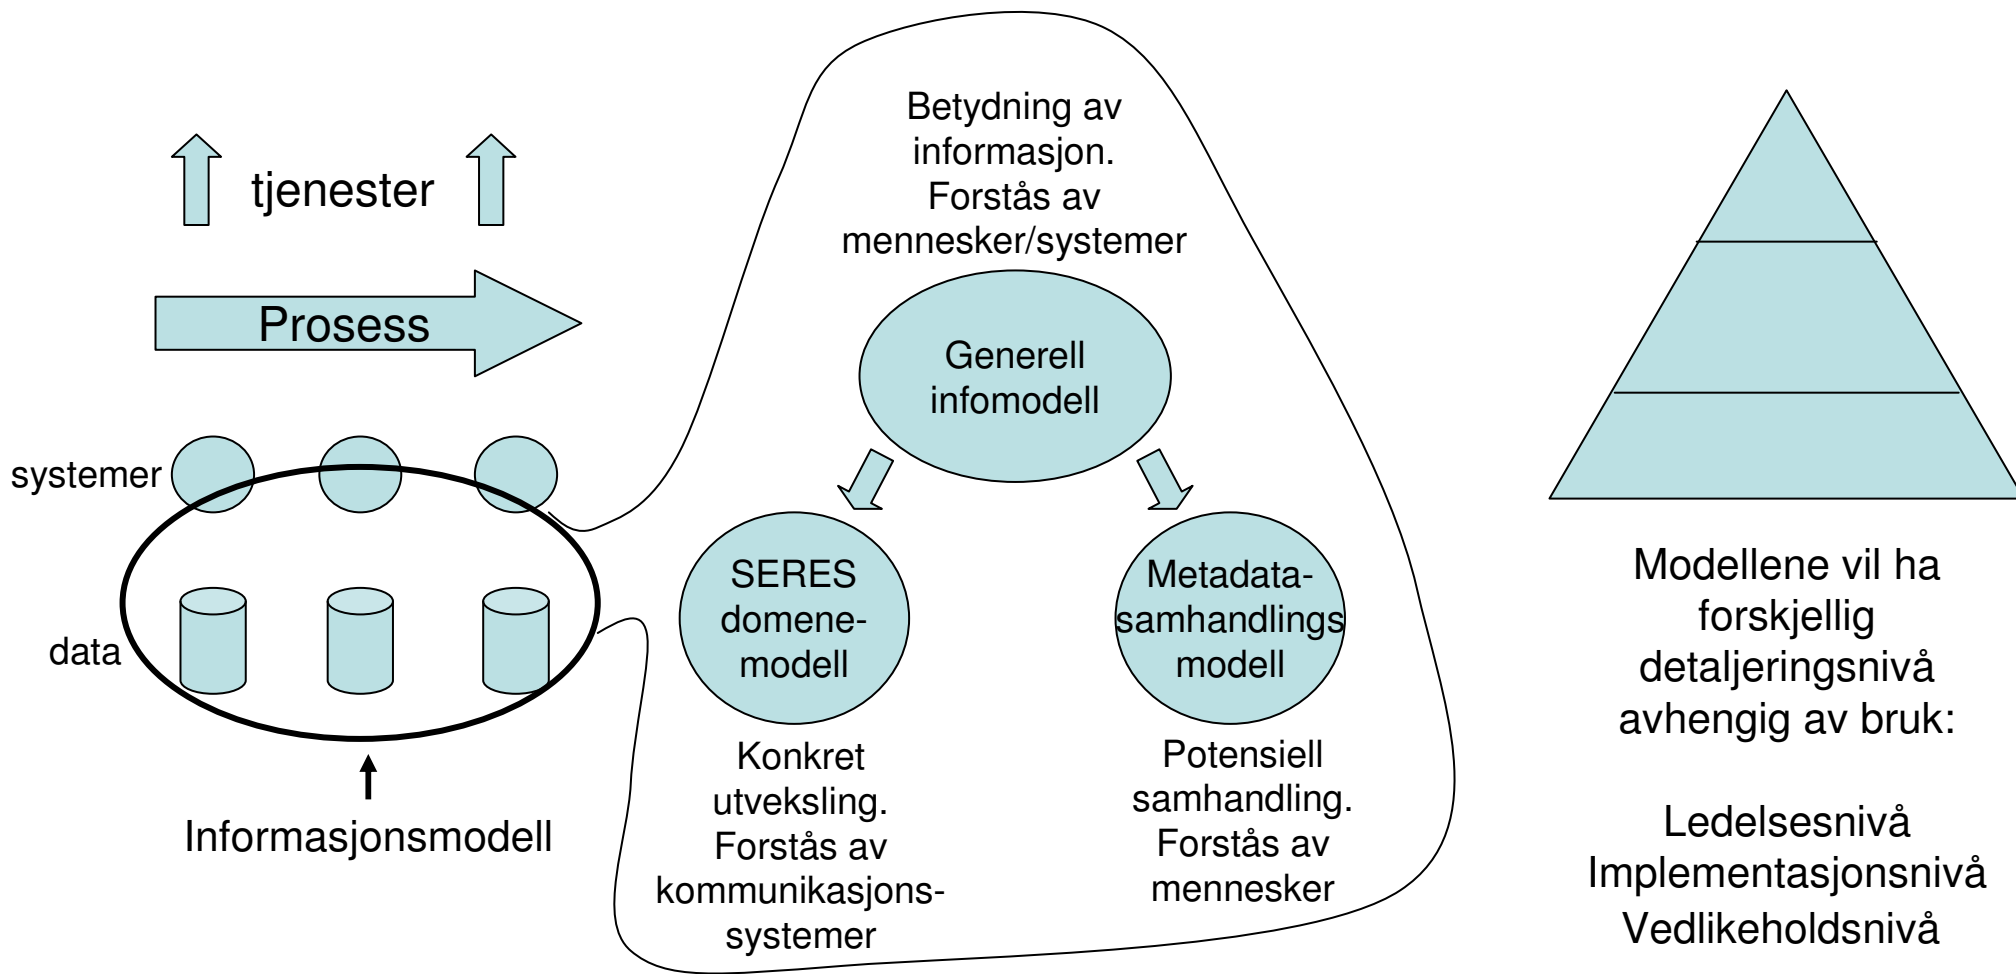 tjenester
Prosess
systemer
data
Informasjonsmodell
Betydning av
informasjon.
Forstås av
mennesker/systemer
Generell
infomodell
SERES
domene-
modell
Konkret
utveksling.
Forstås av
kommunikasjons-
systemer
Metadata-
samhandlings
modell
Potensiell
samhandling.
Forstås av
mennesker
Modellene vil ha
forskjellig
detaljeringsnivå
avhengig av bruk:
Ledelsesnivå
Implementasjonsnivå
Vedlikeholdsnivå